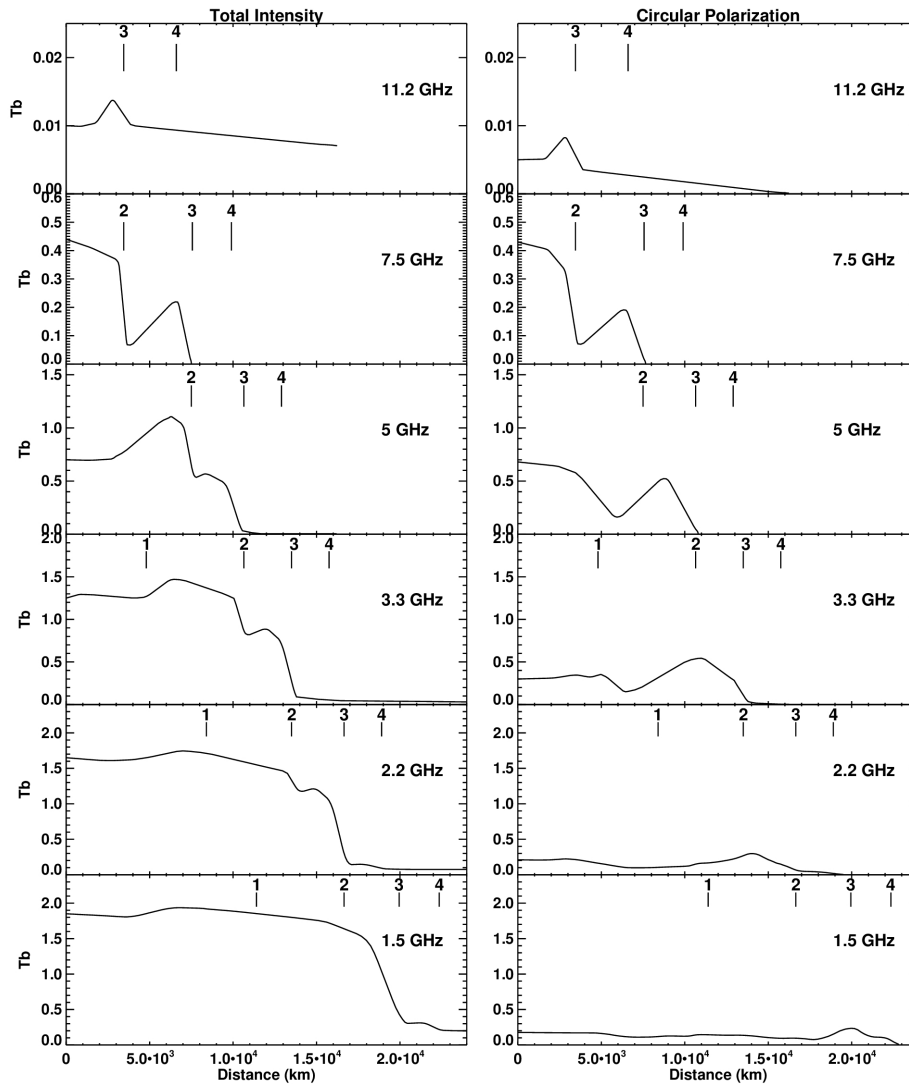 Total Intensity Circular Polarization
3 4 3 4
0.02 0.02
11.2 GHz 11.2 GHz
Tb
0.01 0.01
0.00 0.00
0.6 0.6
2 3 4 2 3 4
0.5 0.5
7.5 GHz 7.5 GHz
0.4 0.4
Tb
0.3 0.3
0.2 0.2
0.1 0.1
0.0 0.0
1.5 2 3 4 1.5 2 3 4
5 GHz 5 GHz
1.0 1.0
Tb
0.5 0.5
0.0 0.0
2.0 2.0
1 2 3 4 1 2 3 4
1.5 1.5
3.3 GHz 3.3 GHz
Tb
1.0 1.0
0.5 0.5
0.0 0.0
1 2 3 4 1 2 3 4
2.0 2.0
2.2 GHz 2.2 GHz
1.5 1.5
Tb
1.0 1.0
0.5 0.5
0.0 0.0
1 2 3 4 1 2 3 4
2.0 2.0
1.5 GHz 1.5 GHz
1.5 1.5
Tb
1.0 1.0
0.5 0.5
0.0 0.0
0 5.0•10³ 1.0•10⁴ 1.5•10⁴ 2.0•10⁴ 0 5.0•10³ 1.0•10⁴ 1.5•10⁴ 2.0•10⁴
Distance (km) Distance (km)